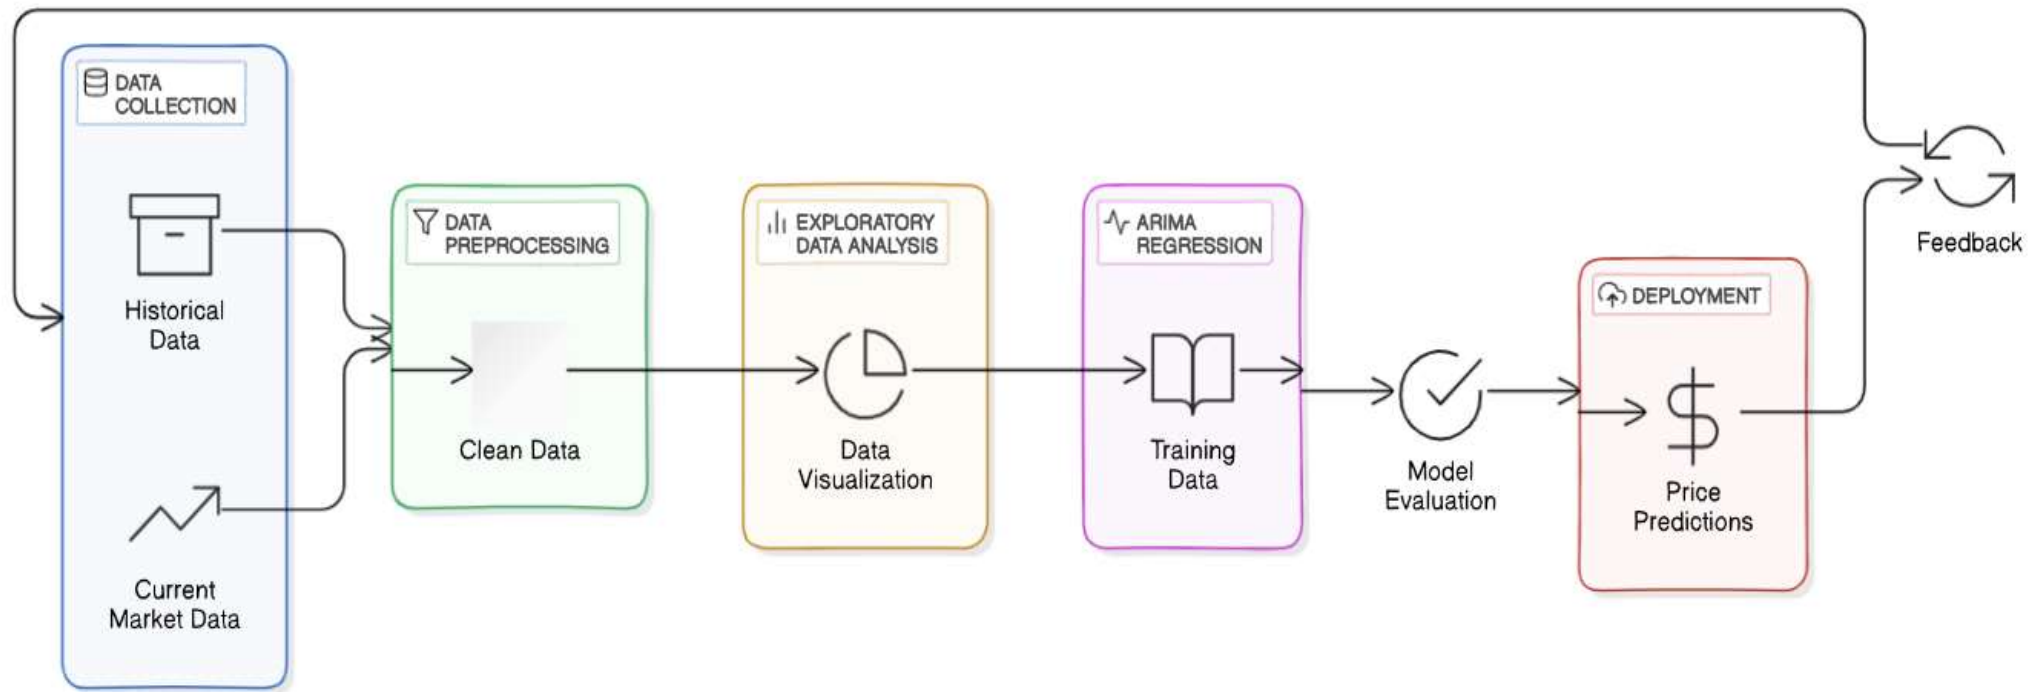 DATA
COLLECTION
Historical
Data
Current
Market Data
DATA
PREPROCESSING
Clean Data
EXPLORATORY
DATA ANALYSIS
Data
Visualization
ARIMA
REGRESSION
Training
Data
Model
Evaluation
DEPLOYMENT
Price
Predictions
Feedback